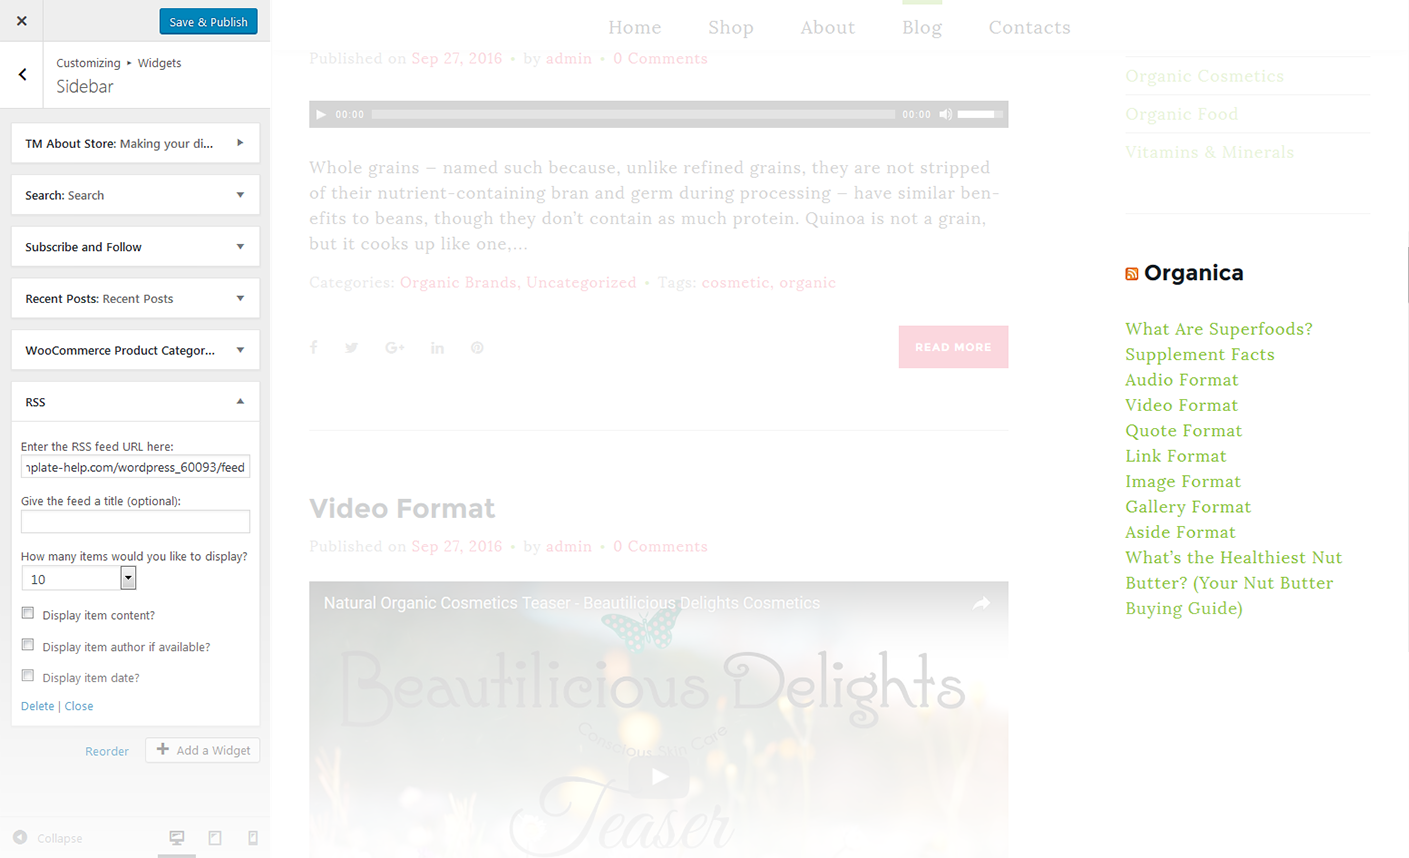 Save & Publish
Customizing ▸ Widgets
Sidebar
TM About Store: Making your di...
Search: Search
Subscribe and Follow
Recent Posts: Recent Posts
WooCommerce Product Categor...
RSS
Enter the RSS feed URL here:
nplate-help.com/wordpress_60093/feed
Give the feed a title (optional):
How many items would you like to display?
10
Display item content?
Display item author if available?
Display item date?
Delete | Close
Reorder
Add a Widget
Collapse
Home Shop About Blog Contacts
Published on Sep 27, 2016 • by admin • 0 Comments
00:00 00:00
Whole grains – named such because, unlike refined grains, they are not stripped
of their nutrient-containing bran and germ during processing – have similar ben-
efits to beans, though they don’t contain as much protein. Quinoa is not a grain,
but it cooks up like one,…
Categories: Organic Brands, Uncategorized • Tags: cosmetic, organic
READ MORE
Video Format
Published on Sep 27, 2016 • by admin • 0 Comments
Natural Organic Cosmetics Teaser - Beautilicious Delights Cosmetics
Beautilicious Delights
Conscious Skin Care
Teaser
Organic Cosmetics
Organic Food
Vitamins & Minerals
Organica
What Are Superfoods?
Supplement Facts
Audio Format
Video Format
Quote Format
Link Format
Image Format
Gallery Format
Aside Format
What’s the Healthiest Nut
Butter? (Your Nut Butter
Buying Guide)